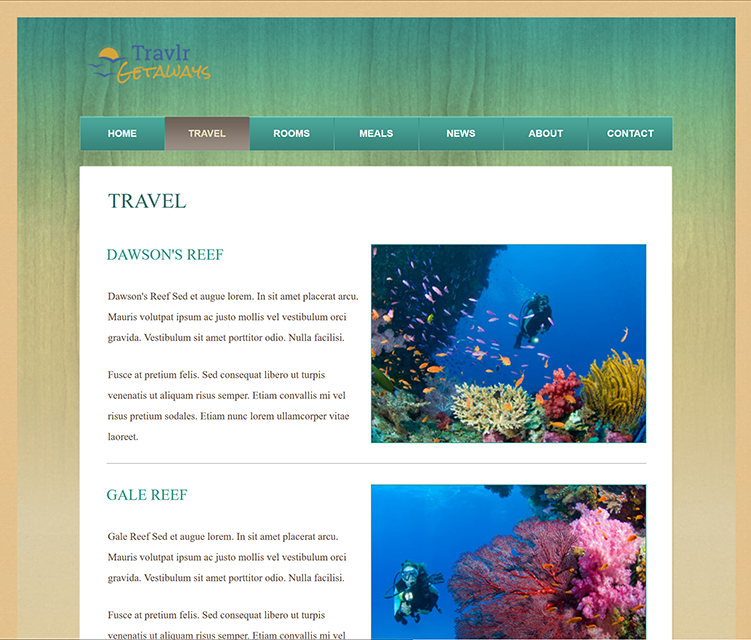 Travlr
Getaways
HOME TRAVEL ROOMS MEALS NEWS ABOUT CONTACT
TRAVEL
DAWSON'S REEF
Dawson's Reef Sed et augue lorem. In sit amet placerat arcu.
Mauris volutpat ipsum ac justo mollis vel vestibulum orci
gravida. Vestibulum sit amet porttitor odio. Nulla facilisi.
Fusce at pretium felis. Sed consequat libero ut turpis
venenatis ut aliquam risus semper. Etiam convallis mi vel
risus pretium sodales. Etiam nunc lorem ullamcorper vitae
laoreet.
GALE REEF
Gale Reef Sed et augue lorem. In sit amet placerat arcu.
Mauris volutpat ipsum ac justo mollis vel vestibulum orci
gravida. Vestibulum sit amet porttitor odio. Nulla facilisi.
Fusce at pretium felis. Sed consequat libero ut turpis
venenatis ut aliquam risus semper. Etiam convallis mi vel